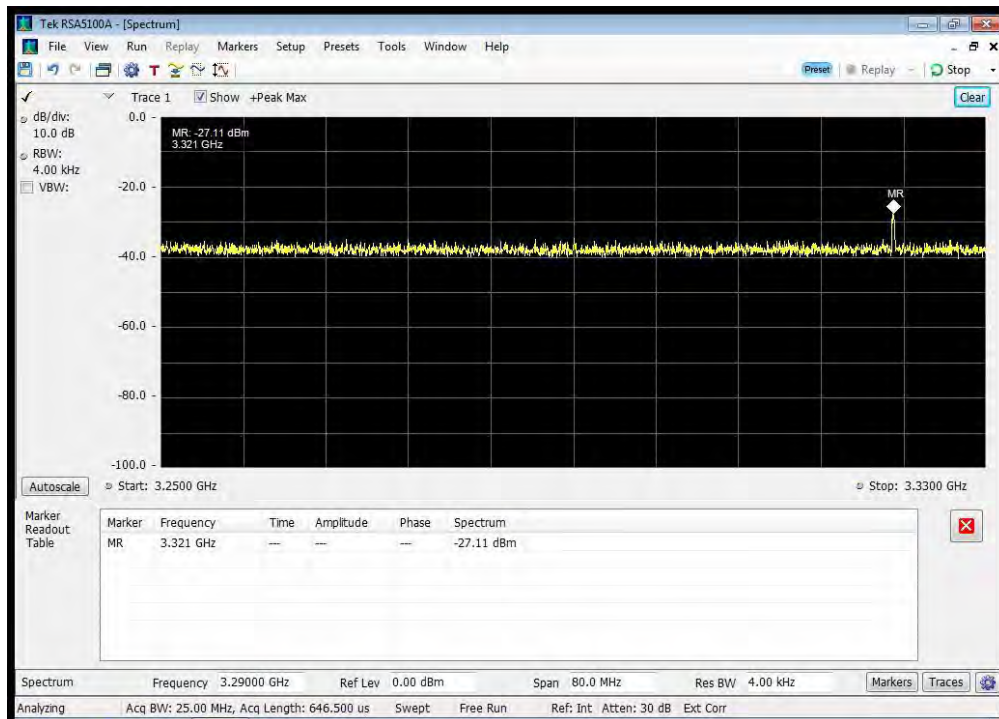 Tek RSA5100A - [Spectrum]
File View Run Replay Markers Setup Presets Tools Window Help
T
Preset Replay Stop
Trace 1 Show +Peak Max Clear
dB/div:
10.0 dB
RBW:
4.00 kHz
VBW:
MR: -27.11 dBm
3.321 GHz
MR
0.0
-20.0
-40.0
-60.0
-80.0
-100.0
Autoscale Start: 3.2500 GHz Stop: 3.3300 GHz
Marker
Readout
Table
Marker Frequency Time Amplitude Phase Spectrum
MR 3.321 GHz --- --- --- -27.11 dBm
Spectrum Frequency 3.29000 GHz Ref Lev 0.00 dBm Span 80.0 MHz Res BW 4.00 kHz Markers Traces
Analyzing Acq BW: 25.00 MHz, Acq Length: 646.500 us Swept Free Run Ref: Int Atten: 30 dB Ext Corr